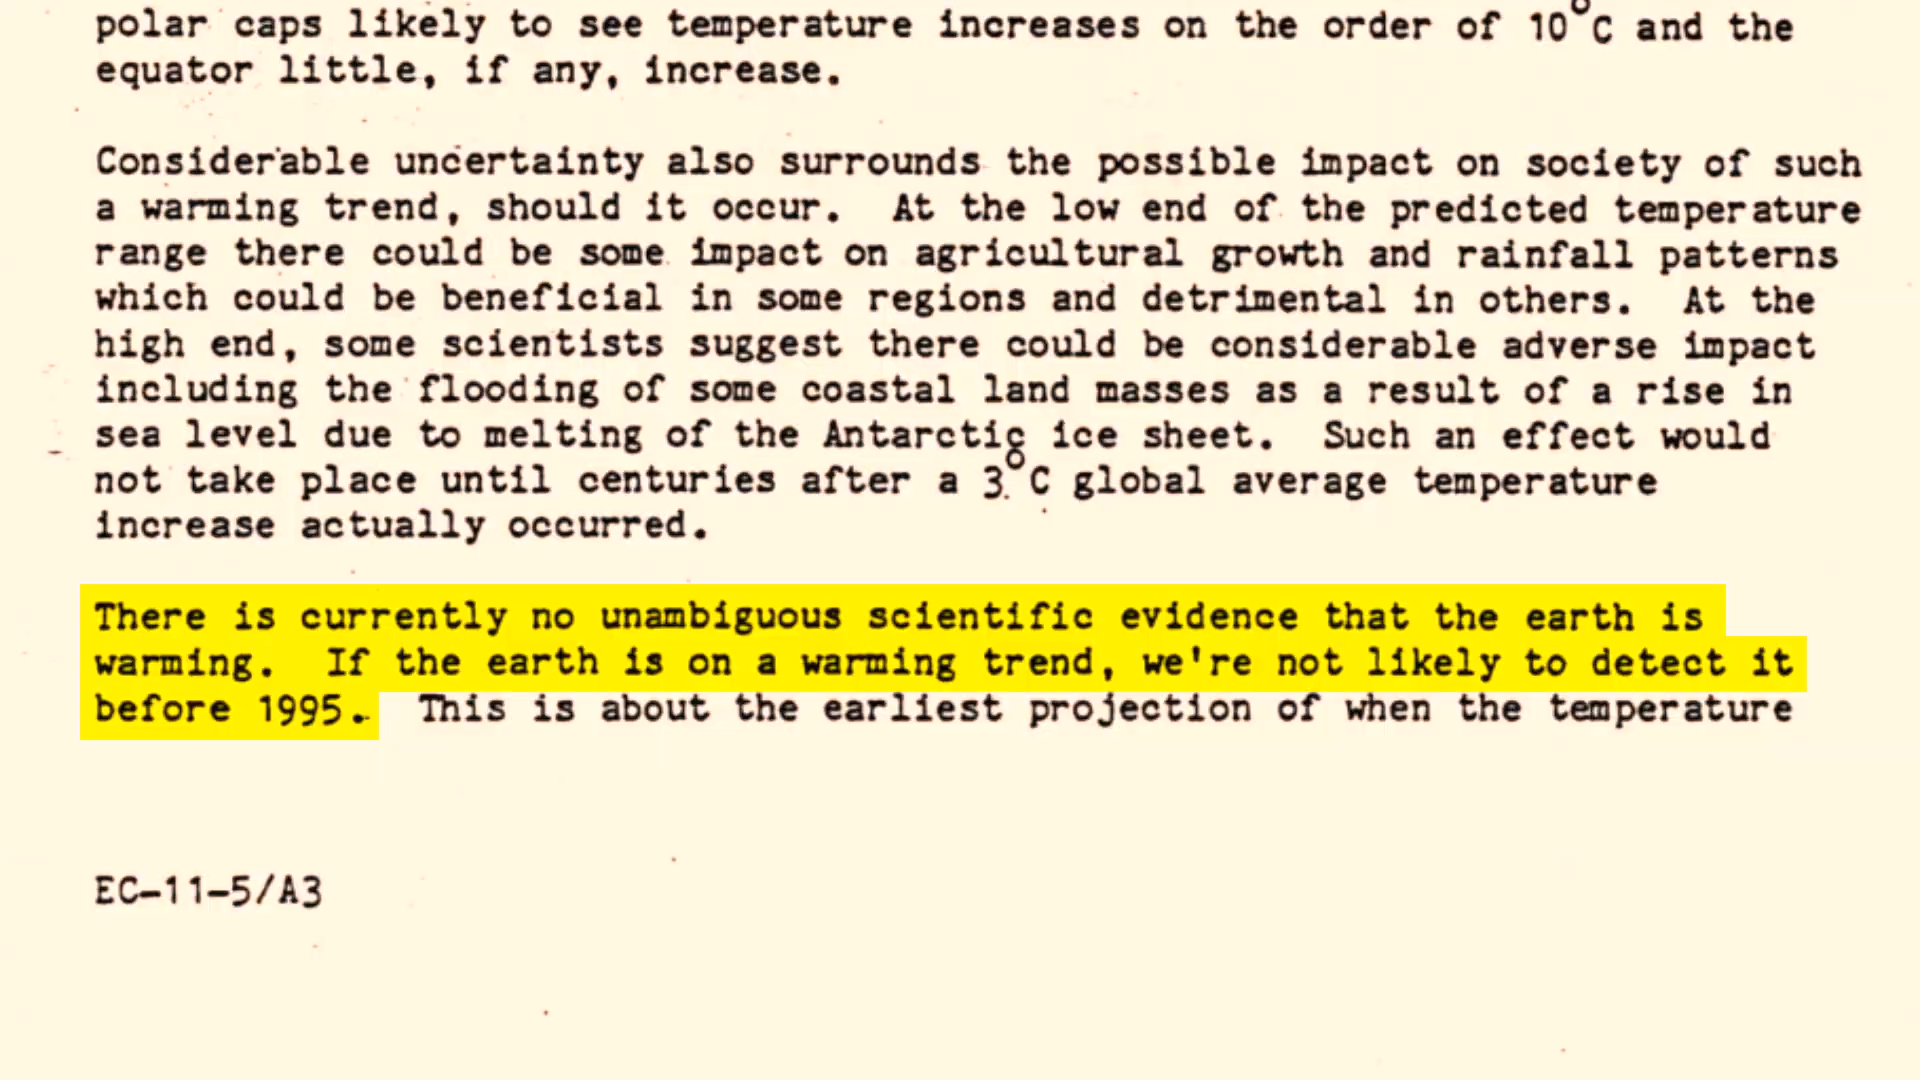 polar caps likely to see temperature increases on the order of 10°C and the
equator little, if any, increase.
Considerable uncertainty also surrounds the possible impact on society of such
a warming trend, should it occur. At the low end of the predicted temperature
range there could be some impact on agricultural growth and rainfall patterns
which could be beneficial in some regions and detrimental in others. At the
high end, some scientists suggest there could be considerable adverse impact
including the flooding of some coastal land masses as a result of a rise in
sea level due to melting of the Antarctic ice sheet. Such an effect would
not take place until centuries after a 3°C global average temperature
increase actually occurred.
There is currently no unambiguous scientific evidence that the earth is
warming. If the earth is on a warming trend, we're not likely to detect it
before 1995. This is about the earliest projection of when the temperature
EC-11-5/A3